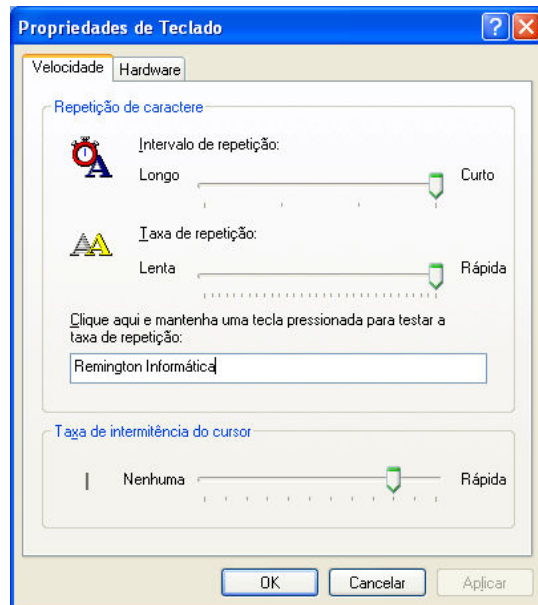 Propriedades de Teclado
Velocidade Hardware
Repetição de caractere
Intervalo de repetição:
Longo Curto
Taxa de repetição:
Lenta Rápida
Clique aqui e mantenha uma tecla pressionada para testar a
taxa de repetição:
Remington Informática
Taxa de intermitência do cursor
Nenhuma Rápida
OK Cancelar Aplicar